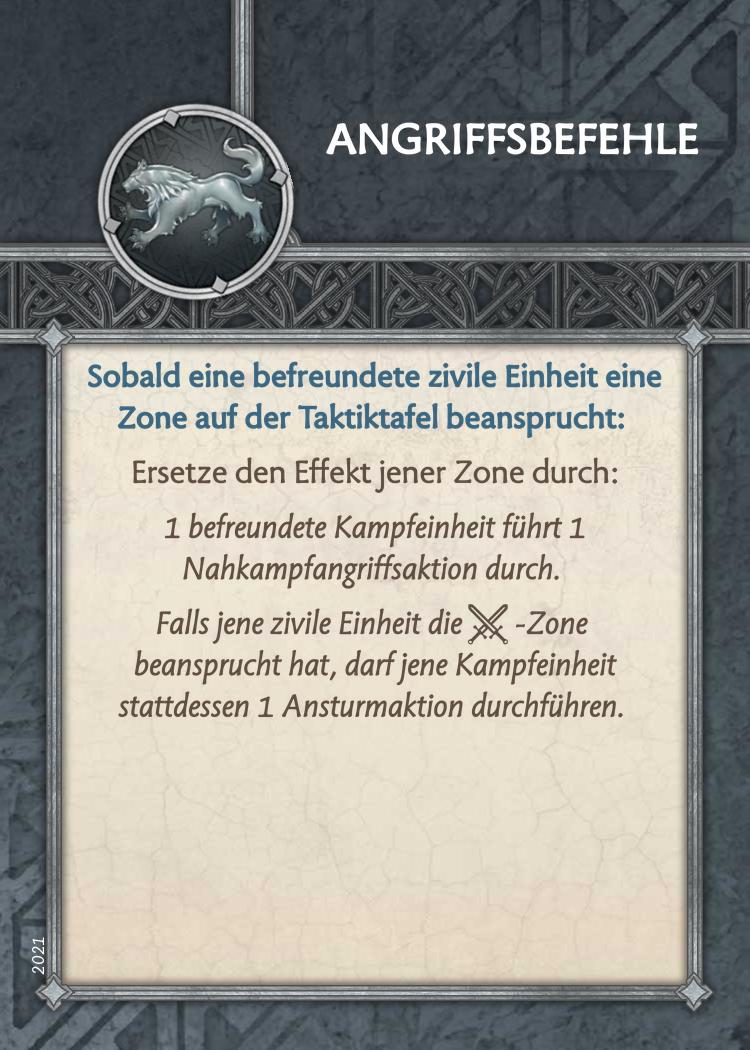 ANGRIFFSBEFEHLE
Sobald eine befreundete zivile Einheit eine
Zone auf der Taktiktafel beansprucht:
Ersetze den Effekt jener Zone durch:
1 befreundete Kampfeinheit führt 1
Nahkampfangriffsaktion durch.
Falls jene zivile Einheit die -Zone
beansprucht hat, darf jene Kampfeinheit
stattdessen 1 Ansturmaktion durchführen.
2021